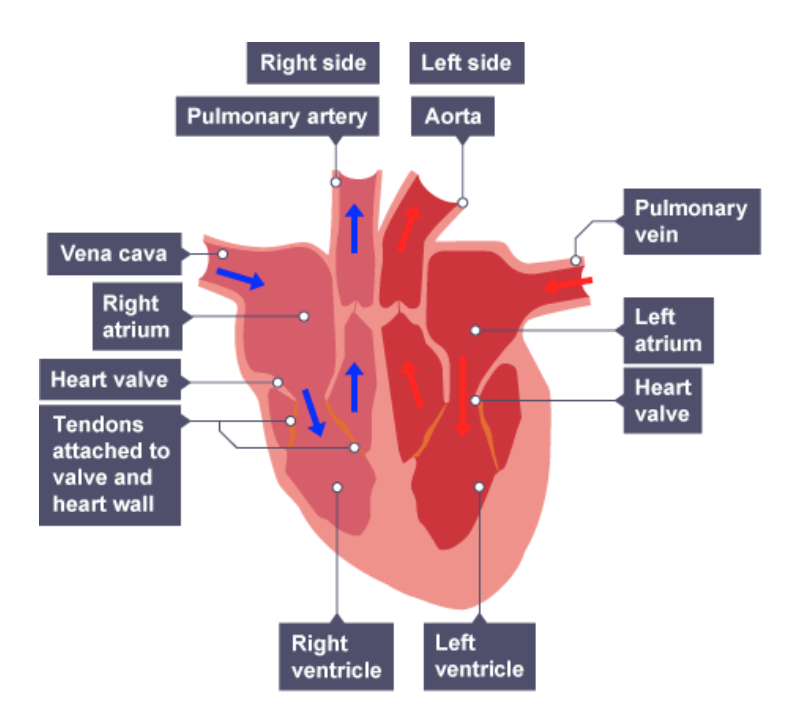 Right side
Left side
Pulmonary artery
Aorta
Pulmonary
vein
Vena cava
Right
atrium
Left
atrium
Heart valve
Heart
valve
Tendons
attached to
valve and
heart wall
Right
ventricle
Left
ventricle